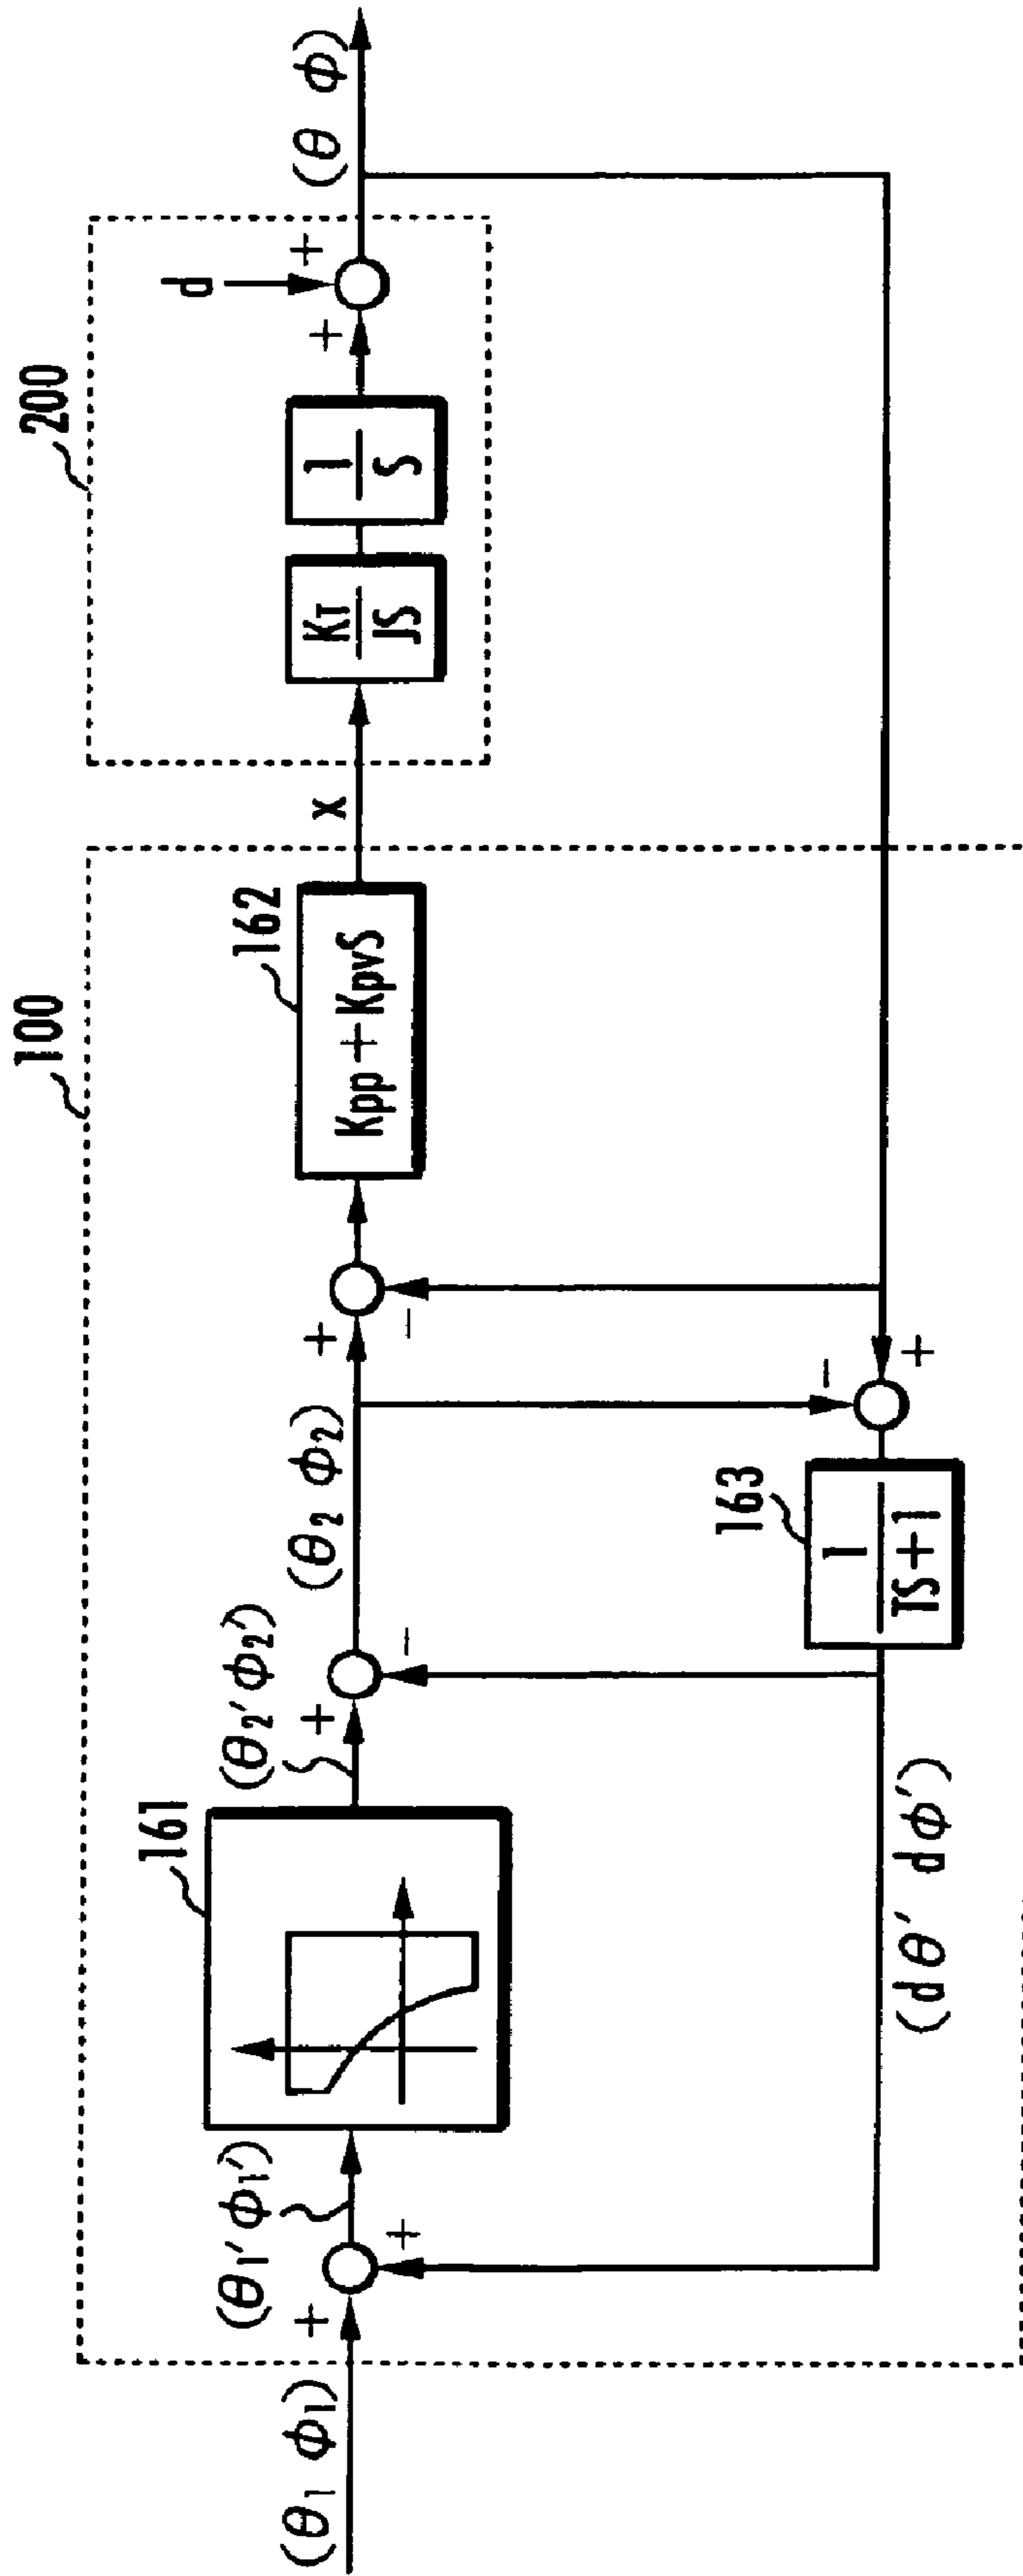 100
200
(θ₁ ϕ₁)
+
+
(θ₁′ ϕ₁′)
161
(θ₂′ ϕ₂′)
+
−
(θ₂ ϕ₂)
+
−
162
Kpp+KpvS
x
KT
JS
1
S
+
+
d
(θ ϕ)
−
+
163
1
TS+1
(dθ′ dϕ′)